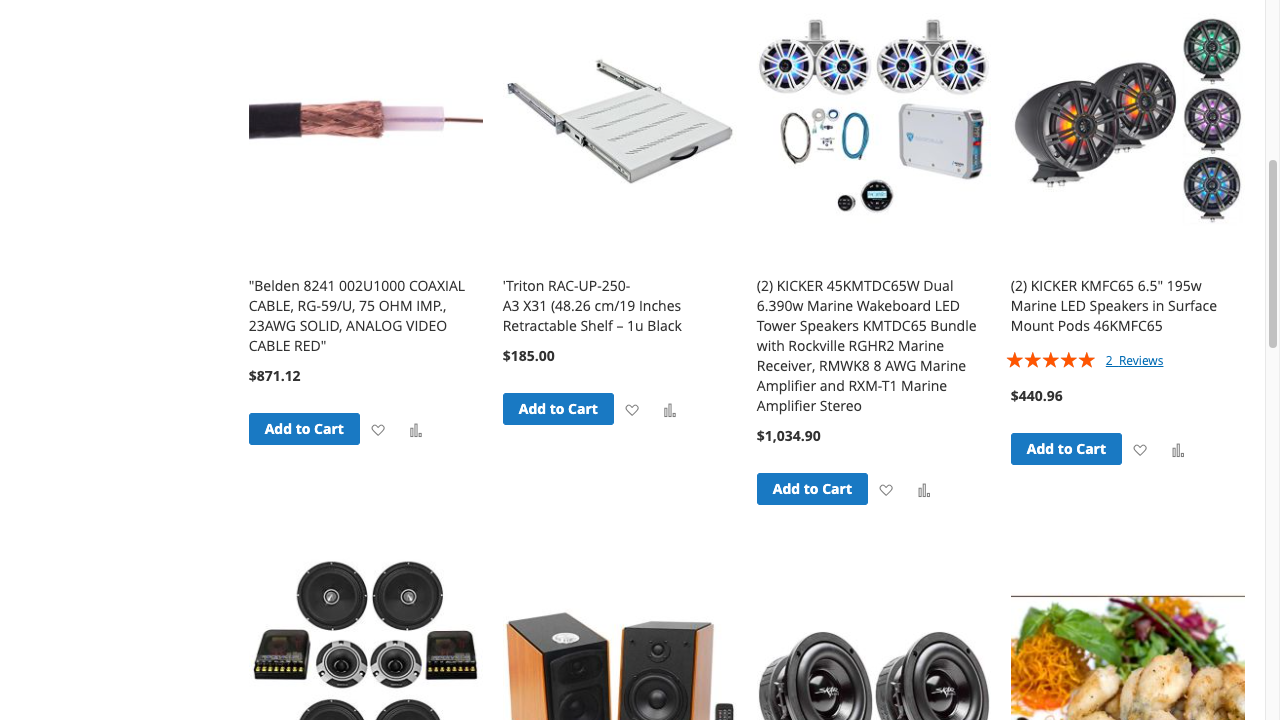 "Belden 8241 002U1000 COAXIAL
CABLE, RG-59/U, 75 OHM IMP.,
23AWG SOLID, ANALOG VIDEO
CABLE RED"
$871.12
Add to Cart
'Triton RAC-UP-250-
A3 X31 (48.26 cm/19 Inches
Retractable Shelf – 1u Black
$185.00
Add to Cart
(2) KICKER 45KMTDC65W Dual
6.390w Marine Wakeboard LED
Tower Speakers KMTDC65 Bundle
with Rockville RGHR2 Marine
Receiver, RMWK8 8 AWG Marine
Amplifier and RXM-T1 Marine
Amplifier Stereo
$1,034.90
Add to Cart
(2) KICKER KMFC65 6.5" 195w
Marine LED Speakers in Surface
Mount Pods 46KMFC65
2 Reviews
$440.96
Add to Cart